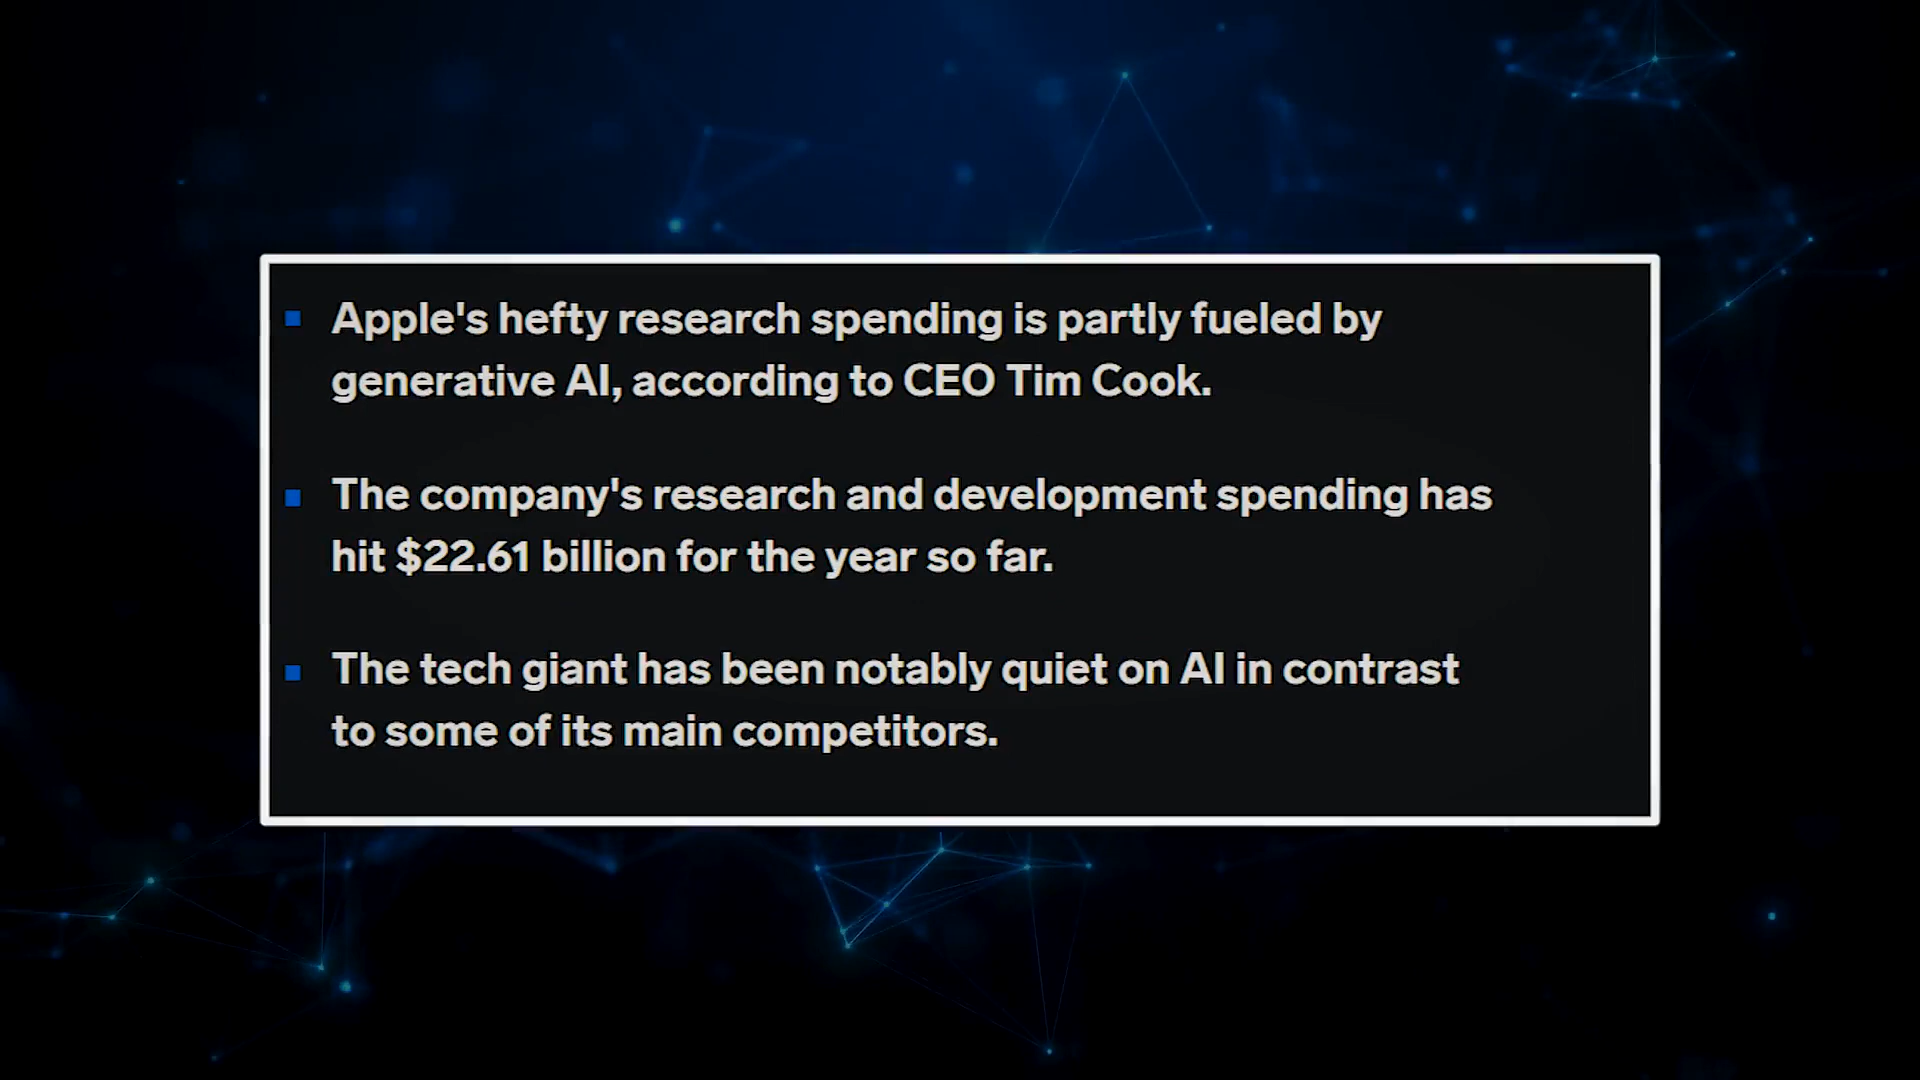 Apple's hefty research spending is partly fueled by
generative AI, according to CEO Tim Cook.
The company's research and development spending has
hit $22.61 billion for the year so far.
The tech giant has been notably quiet on AI in contrast
to some of its main competitors.